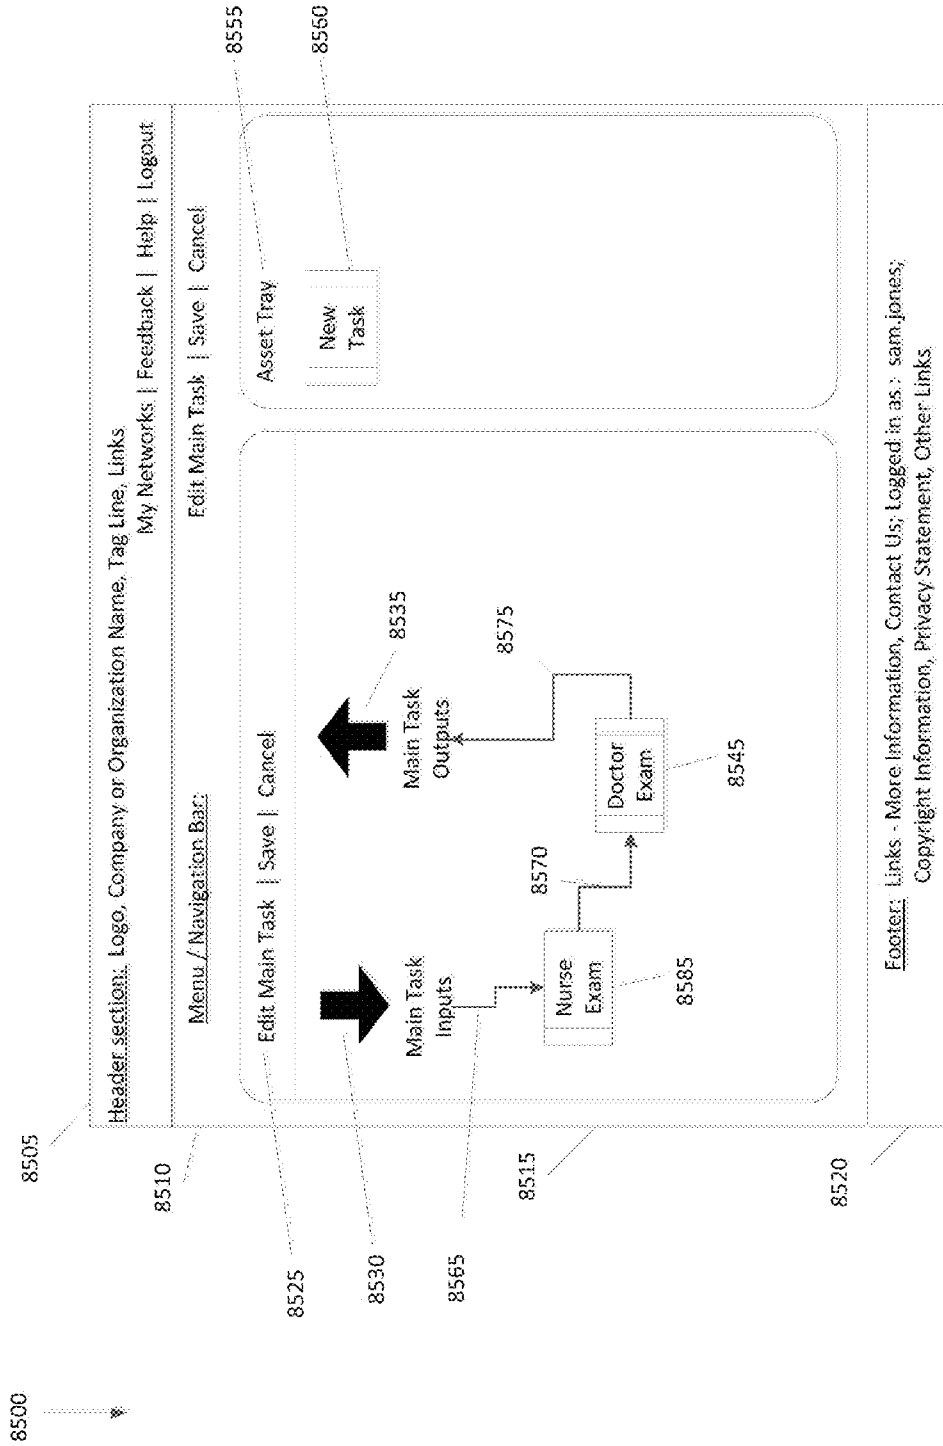 8500
8505
Header section: Logo, Company or Organization Name, Tag Line, Links
My Networks | Feedback | Help | Logout
8510
Menu / Navigation Bar:
Edit Main Task | Save | Cancel
8525
Edit Main Task | Save | Cancel
8530
8535
Main Task
Inputs
Main Task
Outputs
8565
8575
8570
Nurse
Exam
8585
Doctor
Exam
8545
8515
Asset Tray
8555
New
Task
8560
8520
Footer: Links - More Information, Contact Us; Logged in as: sam.jones;
Copyright Information, Privacy Statement, Other Links